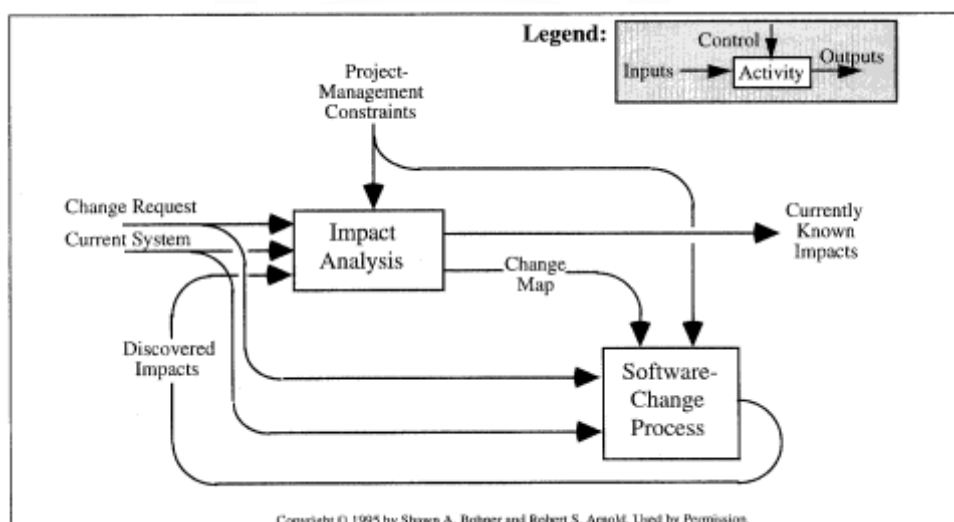 Legend:
Control
Inputs
Activity
Outputs
Project-
Management
Constraints
Change Request
Current System
Impact
Analysis
Currently
Known
Impacts
Change
Map
Discovered
Impacts
Software-
Change
Process
Copyright © 1995 by Shawn A. Bohner and Robert S. Arnold. Used by Permission.